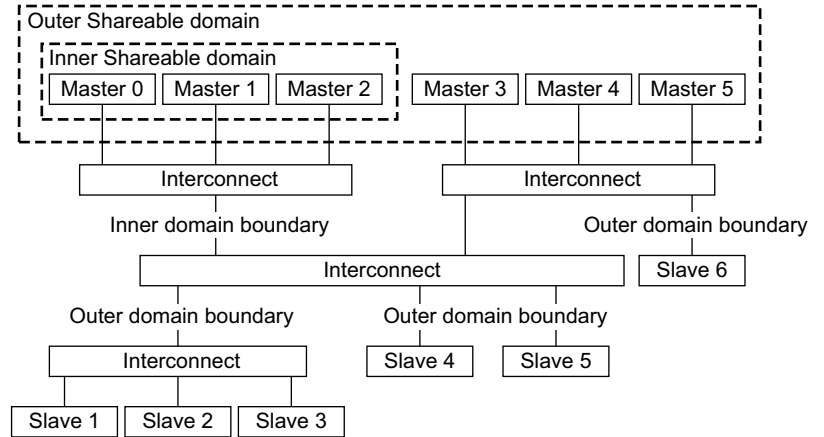 Outer Shareable domain
Inner Shareable domain
Master 0 Master 1 Master 2 Master 3 Master 4 Master 5
Interconnect Interconnect
Inner domain boundary Outer domain boundary
Interconnect Slave 6
Outer domain boundary Outer domain boundary
Interconnect Slave 4 Slave 5
Slave 1 Slave 2 Slave 3